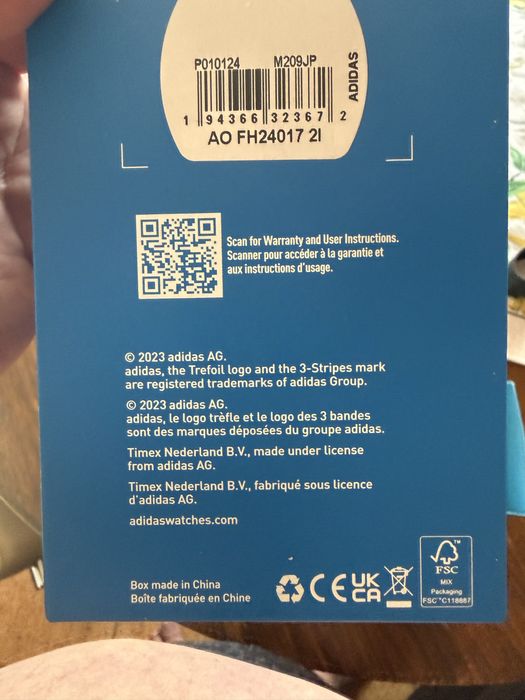 P010124 M209JP
ADIDAS
1 94366 32367 2
AO FH24017 2I
Scan for Warranty and User Instructions.
Scanner pour accéder à la garantie et
aux instructions d'usage.
© 2023 adidas AG.
adidas, the Trefoil logo and the 3-Stripes mark
are registered trademarks of adidas Group.
© 2023 adidas AG.
adidas, le logo trèfle et le logo des 3 bandes
sont des marques déposées du groupe adidas.
Timex Nederland B.V., made under license
from adidas AG.
Timex Nederland B.V., fabriqué sous licence
d'adidas AG.
adidaswatches.com
Box made in China
Boîte fabriquée en Chine
CE
UK
CA
FSC
MIX
Packaging
FSC™C118887